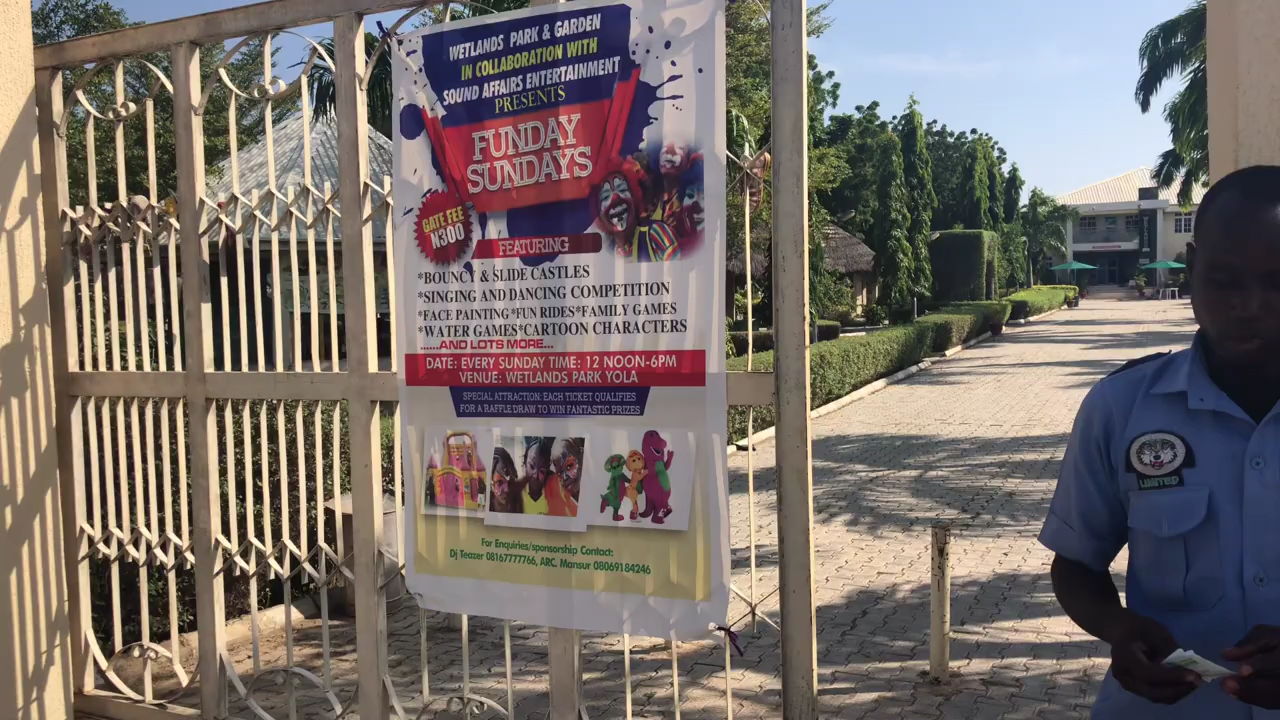 WETLANDS PARK & GARDEN
IN COLLABORATION WITH
SOUND AFFAIRS ENTERTAINMENT
PRESENTS
FUNDAY
SUNDAYS
GATE FEE
N300
FEATURING
*BOUNCY & SLIDE CASTLES
*SINGING AND DANCING COMPETITION
*FACE PAINTING*FUN RIDES*FAMILY GAMES
*WATER GAMES*CARTOON CHARACTERS
......AND LOTS MORE...
DATE: EVERY SUNDAY TIME: 12 NOON-6PM
VENUE: WETLANDS PARK YOLA
SPECIAL ATTRACTION: EACH TICKET QUALIFIES
FOR A RAFFLE DRAW TO WIN FANTASTIC PRIZES
For Enquiries/sponsorship Contact:
Dj Teazer 08167777766, ARC. Mansur 08069184246
UNITED